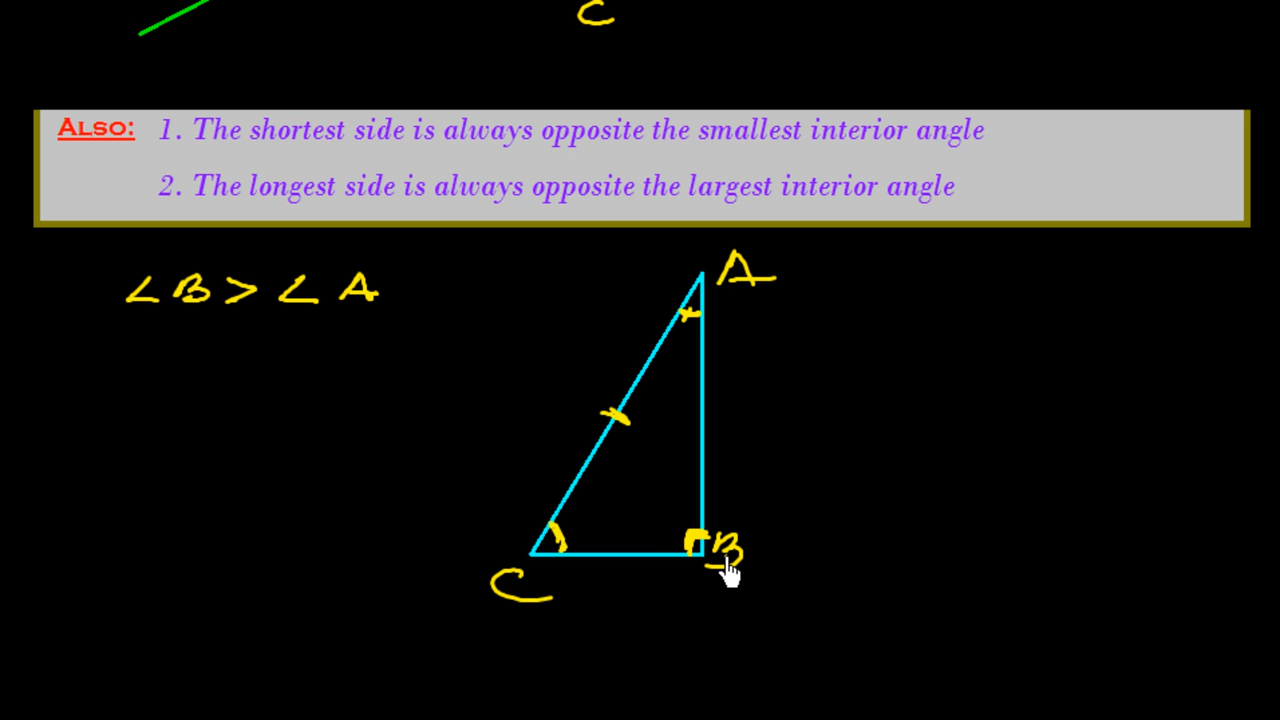 C
ALSO: 1. The shortest side is always opposite the smallest interior angle
2. The longest side is always opposite the largest interior angle
∠B > ∠A
A
B
C